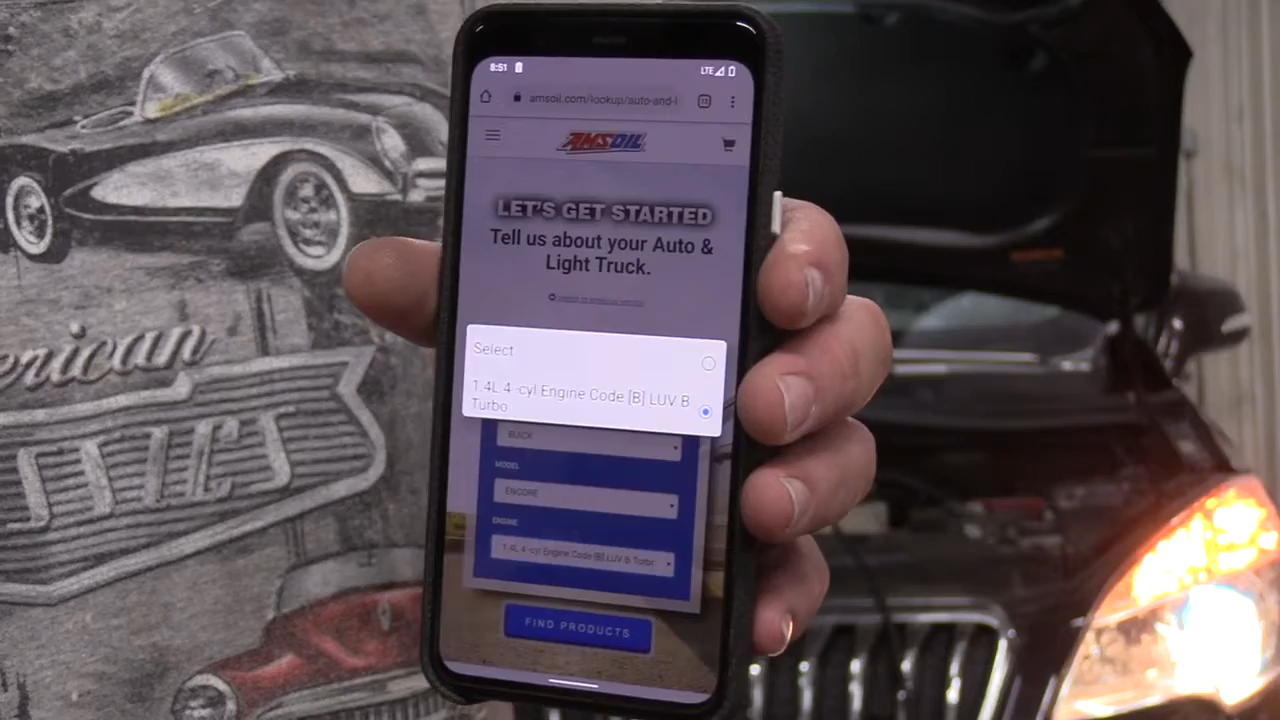 8:51
LTE
amsoil.com/lookup/auto-and-l
13
AMSOIL
LET'S GET STARTED
Tell us about your Auto &
Light Truck.
Select
1.4L 4 -cyl Engine Code [B] LUV B
Turbo
BUICK
MODEL
ENCORE
ENGINE
1.4L 4 -cyl Engine Code [B] LUV B Turbo
FIND PRODUCTS
merican